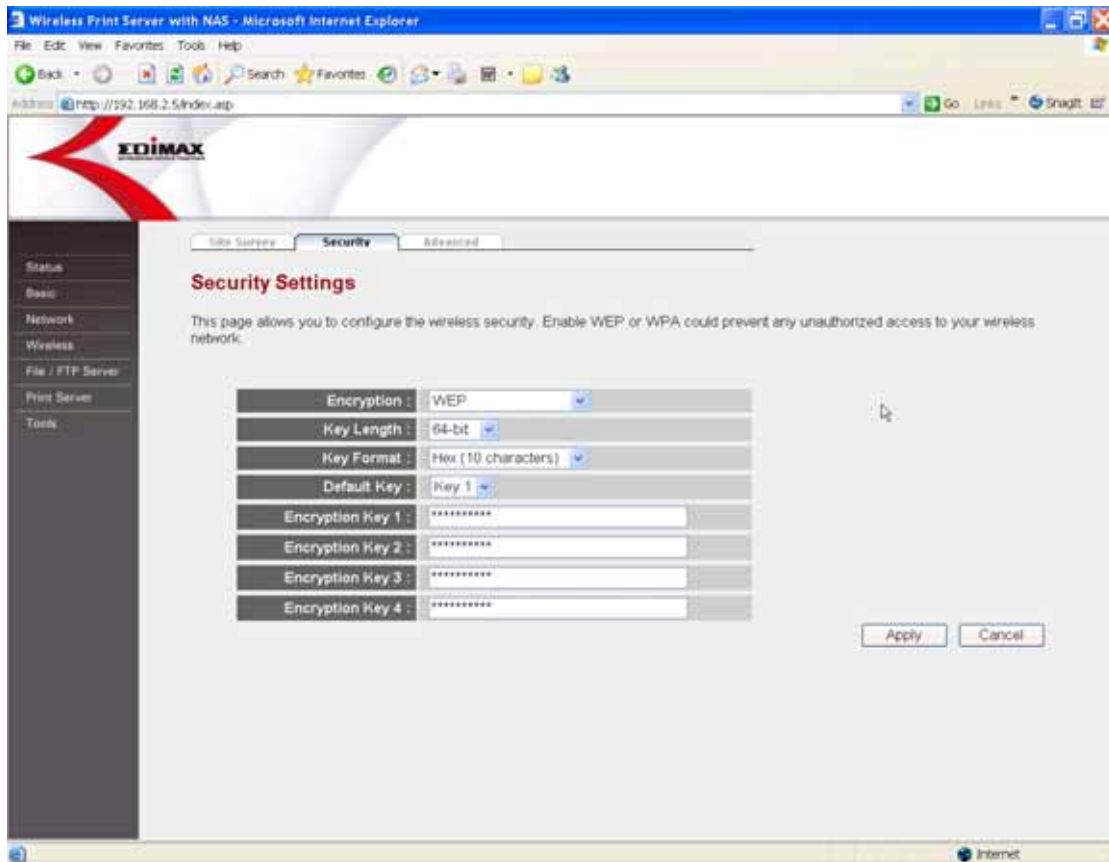 Wireless Print Server with NAS - Microsoft Internet Explorer
File Edit View Favorites Tools Help
Back Search Favorites
Address http://192.168.2.5/index.asp Go Links SnagIt
EDIMAX
Site Survey Security Advanced
Status
Basic
Network
Wireless
File / FTP Server
Print Server
Tools
Security Settings
This page allows you to configure the wireless security. Enable WEP or WPA could prevent any unauthorized access to your wireless
network.
Encryption : WEP
Key Length : 64-bit
Key Format : Hex (10 characters)
Default Key : Key 1
Encryption Key 1 : **********
Encryption Key 2 : **********
Encryption Key 3 : **********
Encryption Key 4 : **********
Apply Cancel
Internet